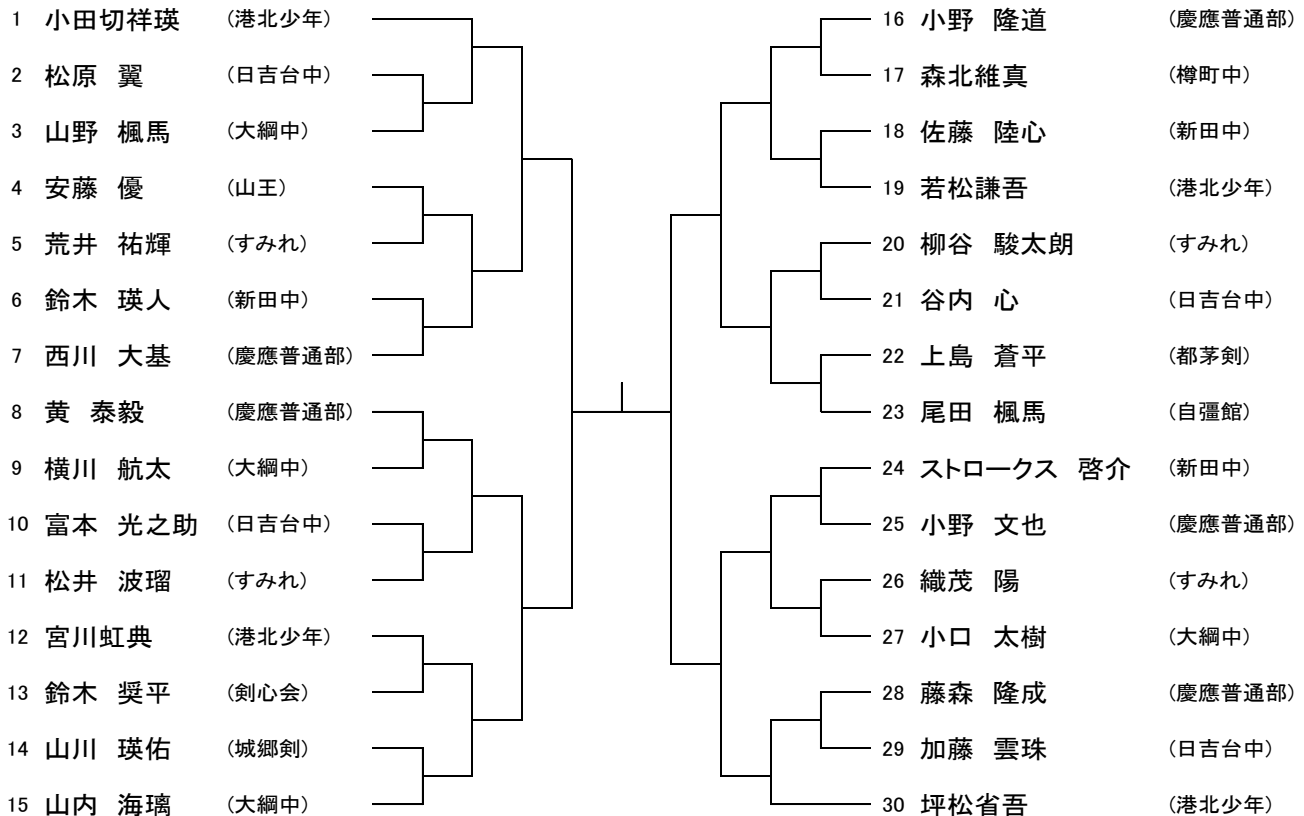 1 小田切祥瑛 (港北少年)
2 松原 翼 (日吉台中)
3 山野 楓馬 (大綱中)
4 安藤 優 (山王)
5 荒井 祐輝 (すみれ)
6 鈴木 瑛人 (新田中)
7 西川 大基 (慶應普通部)
8 黄 泰毅 (慶應普通部)
9 横川 航太 (大綱中)
10 富本 光之助 (日吉台中)
11 松井 波瑠 (すみれ)
12 宮川虹典 (港北少年)
13 鈴木 奨平 (剣心会)
14 山川 瑛佑 (城郷剣)
15 山内 海璃 (大綱中)
16 小野 隆道 (慶應普通部)
17 森北維真 (樽町中)
18 佐藤 陸心 (新田中)
19 若松謙吾 (港北少年)
20 柳谷 駿太朗 (すみれ)
21 谷内 心 (日吉台中)
22 上島 蒼平 (都茅剣)
23 尾田 楓馬 (自彊館)
24 ストロークス 啓介 (新田中)
25 小野 文也 (慶應普通部)
26 織茂 陽 (すみれ)
27 小口 太樹 (大綱中)
28 藤森 隆成 (慶應普通部)
29 加藤 雲珠 (日吉台中)
30 坪松省吾 (港北少年)